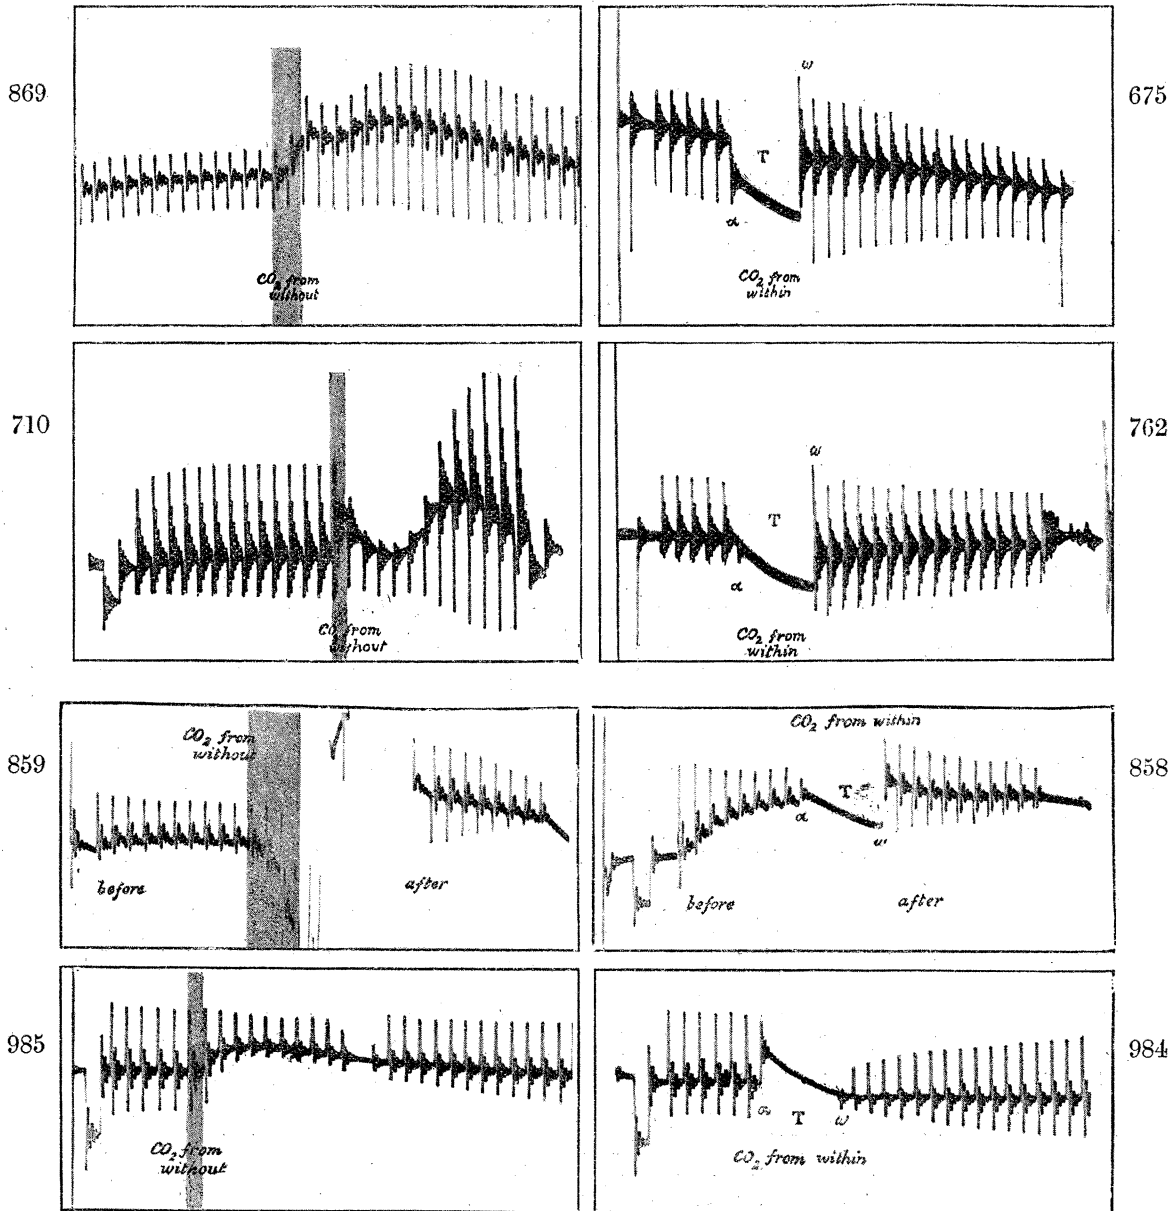 869
CO2 from
without
675
ω
T
α
CO2 from
within
710
CO from
without
762
ω
T
α
CO2 from
within
859
CO2 from
without
before
after
858
CO2 from within
T
α
before
after
985
CO2 from
without
984
T
ω
CO2 from within